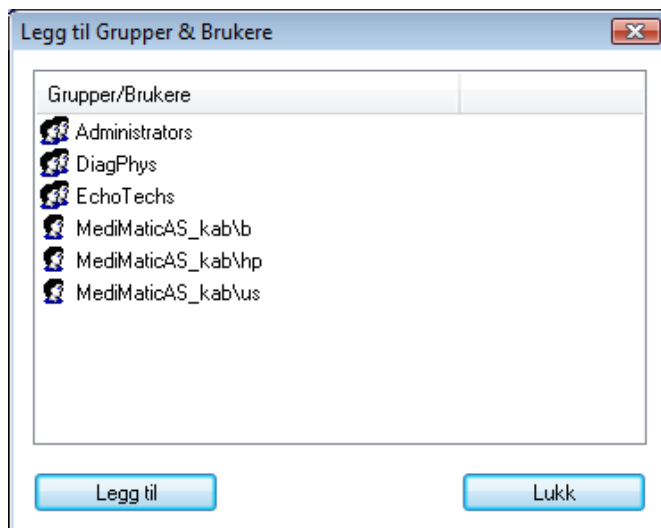 Legg til Grupper & Brukere
Grupper/Brukere
Administrators
DiagPhys
EchoTechs
MediMaticAS_kab\b
MediMaticAS_kab\hp
MediMaticAS_kab\us
Legg til Lukk